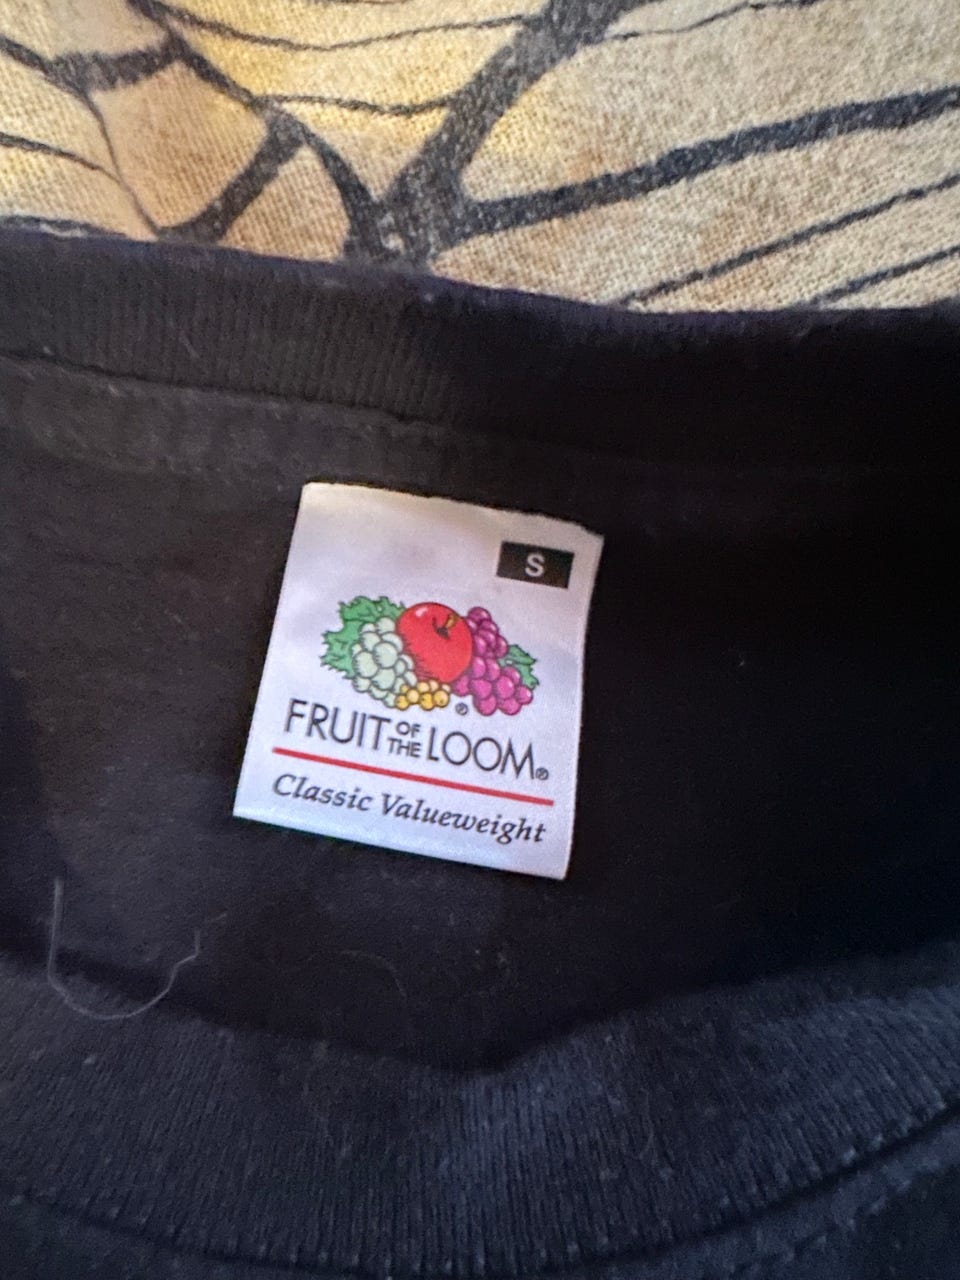 S
FRUIT OF THE LOOM®
Classic Valueweight